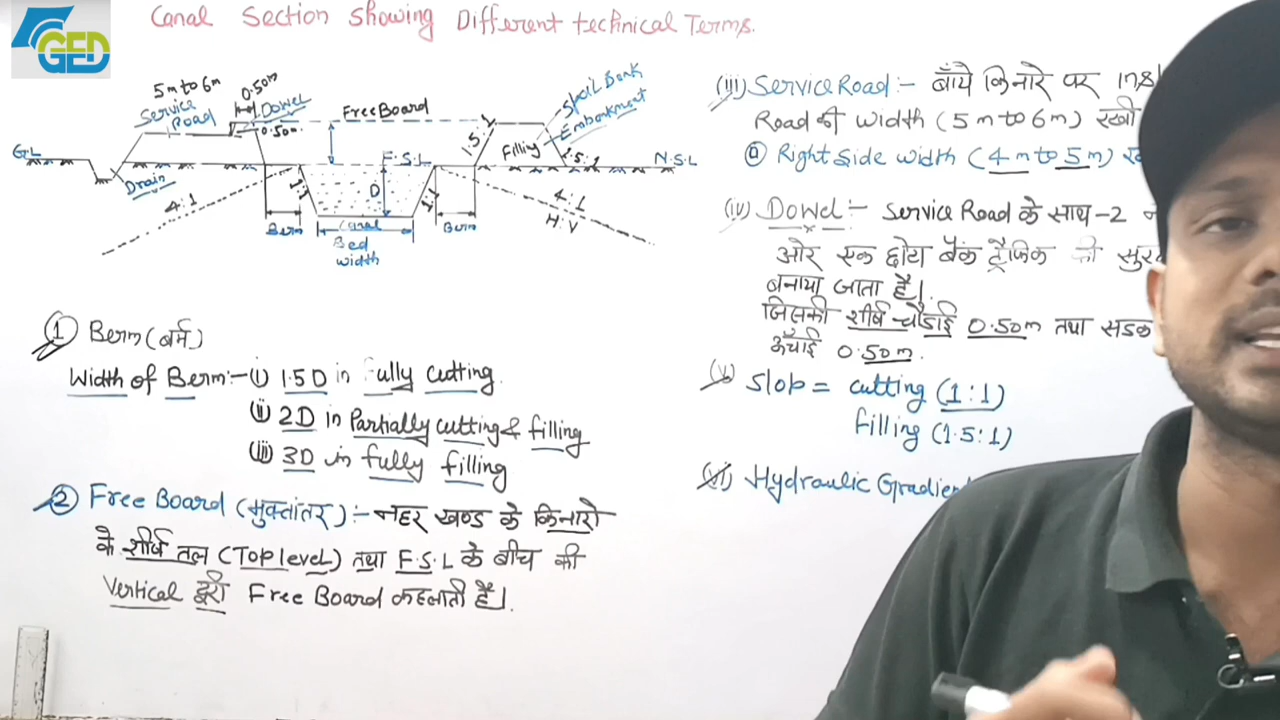 Canal Section showing Different technical Terms.
GED
5m to 6m
0.50m
Service Road
Dowel
0.50m
Free Board
Spoil Bank
Embankment
Filling
1.5:1
1.5:1
G.L
F.S.L
N.S.L
Drain
4:1
1:1
D
1:1
4:1
H:V
Berm
Canal Bed width
Berm
① Berm (बर्म)
Width of Berm:- (i) 1.5D in Fully Cutting.
(ii) 2D in Partially cutting & filling
(iii) 3D in fully filling
② Free Board (मुक्तांतर) :- नहर खण्ड के किनारो
के शीर्ष तल (Top level) तथा F.S.L के बीच की
Vertical दूरी Free Board कहलाती है।
(iii) Service Road :- बाँये किनारे पर
Road की width (5m to 6m) रखी
Right Side width (4m to 5m)
(iv) Dowel :- Service Road के साथ-2
ओर एक छोटा बैंक ट्रैफिक की
बनाया जाता है।
जिसकी शीर्ष चौड़ाई 0.50m तथा सडक
ऊँचाई 0.50m.
(v) Slop = cutting (1:1)
filling (1.5:1)
(vi) Hydraulic